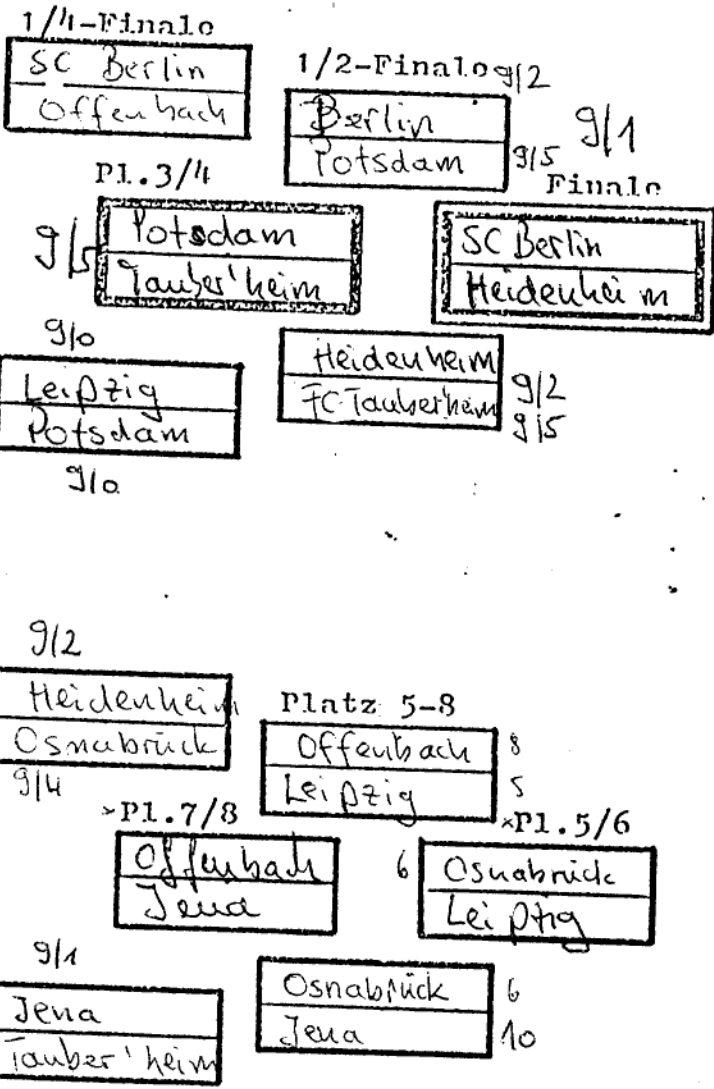 1/4-Finale
SC Berlin
Offenbach
1/2-Finale 9/2
Berlin
Potsdam 9/5
9/1
Finale
SC Berlin
Heidenheim
Pl.3/4
9/5
Potsdam
Tauber'heim
9/0
Leipzig
Potsdam
9/0
Heidenheim
FC-Tauberheim
9/2
9/5
9/2
Heidenheim
Osnabrück
9/4
Platz 5-8
Offenbach 8
Leipzig 5
×Pl.7/8
Offenbach
Jena
×Pl.5/6
6 Osnabrück
Leipzig
9/1
Jena
Tauber'heim
Osnabrück 6
Jena 10